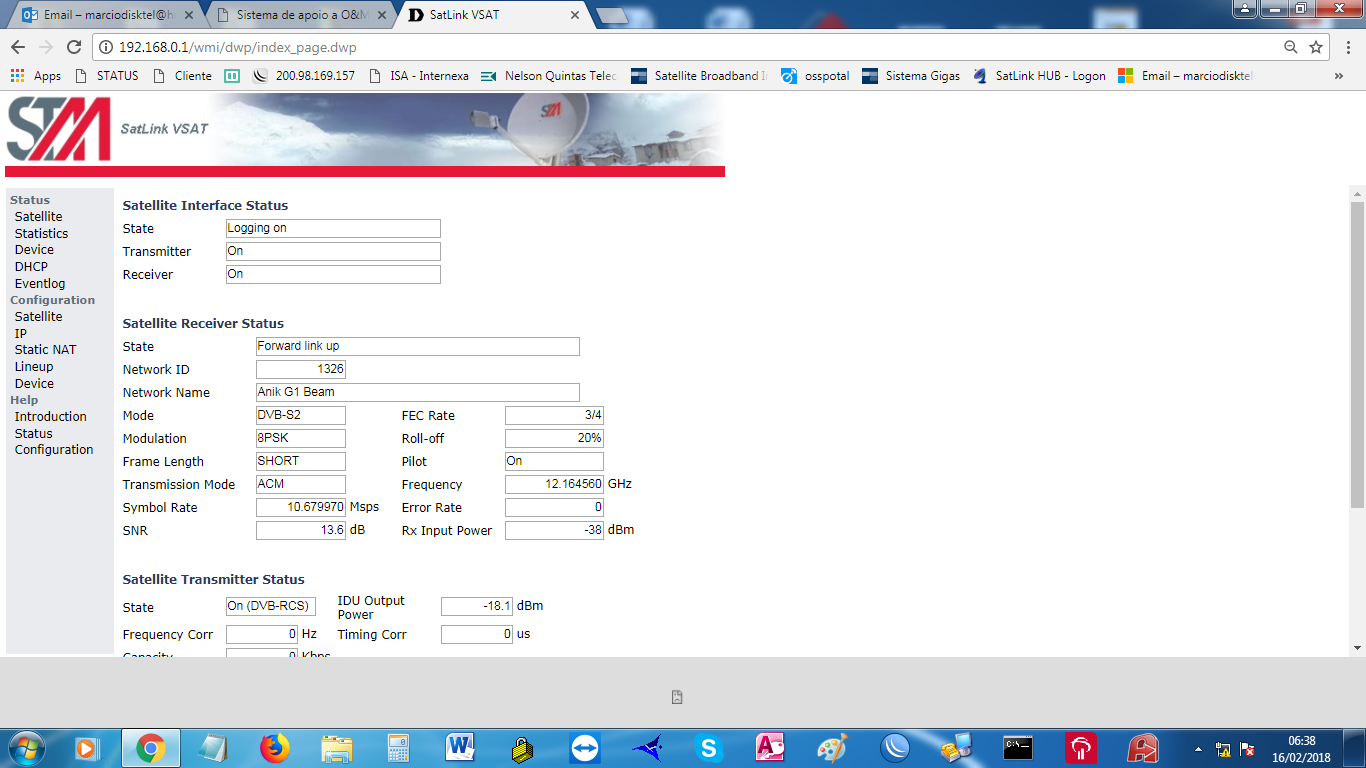 Email – marciodisktel@h
Sistema de apoio a O&M
SatLink VSAT
192.168.0.1/wmi/dwp/index_page.dwp
Apps STATUS Cliente 200.98.169.157 ISA - Internexa Nelson Quintas Telec Satellite Broadband I osspotal Sistema Gigas SatLink HUB - Logon Email – marciodisktel »
STM SatLink VSAT
STM
Status
Satellite
Statistics
Device
DHCP
Eventlog
Configuration
Satellite
IP
Static NAT
Lineup
Device
Help
Introduction
Status
Configuration
Satellite Interface Status
State Logging on
Transmitter On
Receiver On
Satellite Receiver Status
State Forward link up
Network ID 1326
Network Name Anik G1 Beam
Mode DVB-S2 FEC Rate 3/4
Modulation 8PSK Roll-off 20%
Frame Length SHORT Pilot On
Transmission Mode ACM Frequency 12.164560 GHz
Symbol Rate 10.679970 Msps Error Rate 0
SNR 13.6 dB Rx Input Power -38 dBm
Satellite Transmitter Status
State On (DVB-RCS) IDU Output Power -18.1 dBm
Frequency Corr 0 Hz Timing Corr 0 us
Capacity 0 Kbps
06:38
16/02/2018